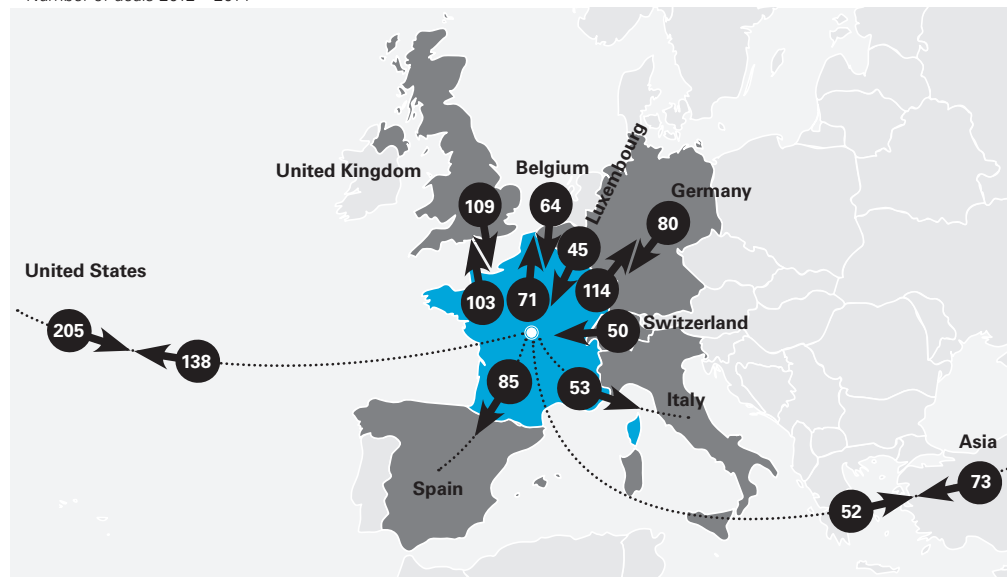 United Kingdom
Belgium
Luxembourg
Germany
109
64
80
45
United States
114
103
71
50
Switzerland
205
138
85
53
Italy
Asia
Spain
73
52